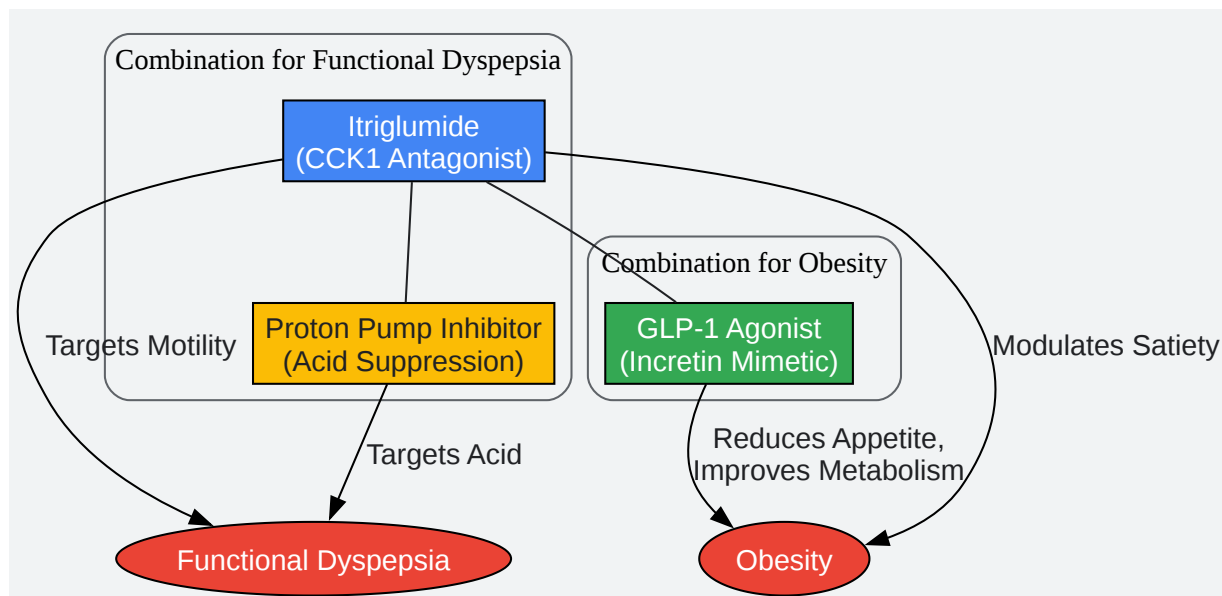 Combination for Functional Dyspepsia
Itriglumide
(CCK1 Antagonist)
Combination for Obesity
Proton Pump Inhibitor
(Acid Suppression)
GLP-1 Agonist
(Incretin Mimetic)
Targets Motility
Modulates Satiety
Targets Acid
Reduces Appetite,
Improves Metabolism
Functional Dyspepsia
Obesity